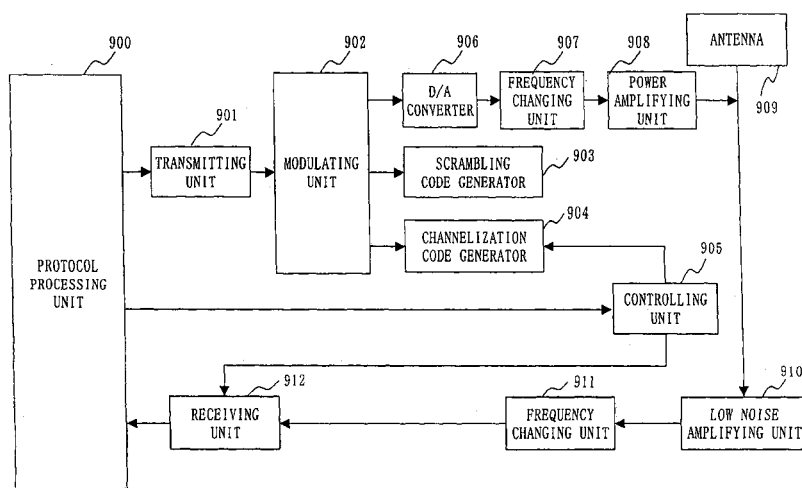 900
902
906
907
908
ANTENNA
909
901
D/A
CONVERTER
FREQUENCY
CHANGING
UNIT
POWER
AMPLIFYING
UNIT
TRANSMITTING
UNIT
MODULATING
UNIT
903
SCRAMBLING
CODE GENERATOR
904
CHANNELIZATION
CODE GENERATOR
905
PROTOCOL
PROCESSING
UNIT
CONTROLLING
UNIT
912
911
910
RECEIVING
UNIT
FREQUENCY
CHANGING UNIT
LOW NOISE
AMPLIFYING UNIT